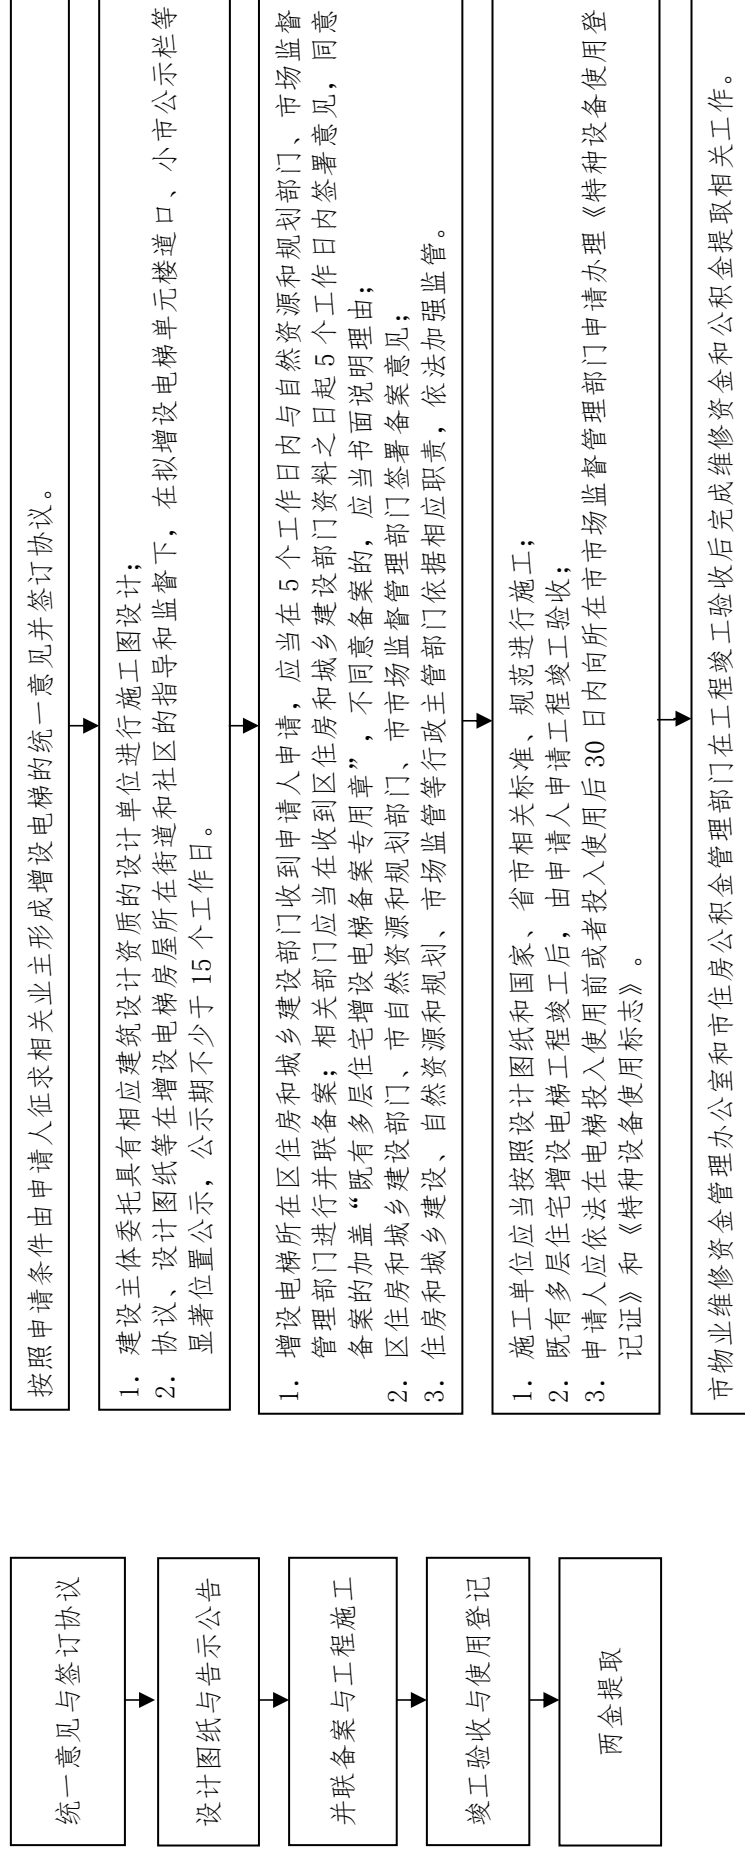 统一意见与签订协议
设计图纸与告示公告
并联备案与工程施工
竣工验收与使用登记
两金提取
按照申请条件由申请人征求相关业主形成增设电梯的统一意见并签订协议。
1. 建设主体委托具有相应建筑设计资质的设计单位进行施工图设计；
2. 协议、设计图纸等在增设电梯房屋所在街道和社区的指导和监督下，在拟增设电梯单元楼道口、小市公示栏等
显著位置公示，公示期不少于 15 个工作日。
1. 增设电梯所在区住房和城乡建设部门收到申请人申请，应当在 5 个工作日内与自然资源和规划部门、市场监督
管理部门进行并联备案；相关部门应当在收到区住房和城乡建设部门资料之日起 5 个工作日内签署意见，同意
备案的加盖“既有多层住宅增设电梯备案专用章”，不同意备案的，应当书面说明理由；
2. 区住房和城乡建设部门、市自然资源和规划部门、市市场监督管理部门签署备案意见；
3. 住房和城乡建设、自然资源和规划、市场监管等行政主管部门依据相应职责，依法加强监管。
1. 施工单位应当按照设计图纸和国家、省市相关标准、规范进行施工；
2. 既有多层住宅增设电梯工程竣工后，由申请人申请工程竣工验收；
3. 申请人应依法在电梯投入使用前或者投入使用后 30 日内向所在市市场监督管理部门申请办理《特种设备使用登
记证》和《特种设备使用标志》。
市物业维修资金管理办公室和市住房公积金管理部门在工程竣工验收后完成维修资金和公积金提取相关工作。